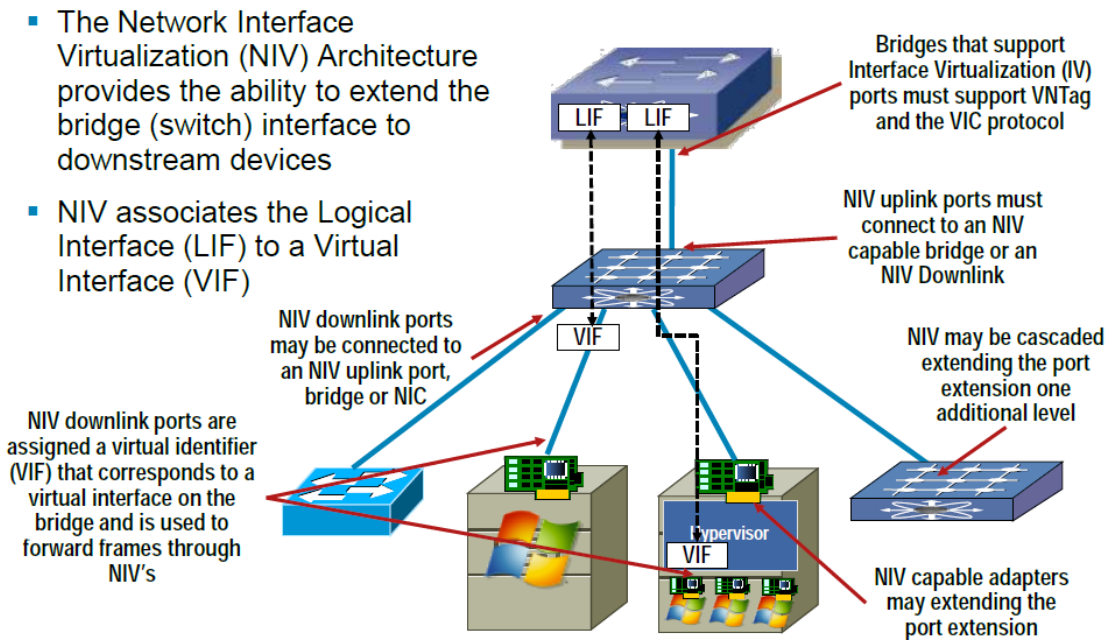 The Network Interface
Virtualization (NIV) Architecture
provides the ability to extend the
bridge (switch) interface to
downstream devices
NIV associates the Logical
Interface (LIF) to a Virtual
Interface (VIF)
Bridges that support
Interface Virtualization (IV)
ports must support VNTag
and the VIC protocol
LIF
LIF
NIV uplink ports must
connect to an NIV
capable bridge or an
NIV Downlink
NIV downlink ports
may be connected to
an NIV uplink port,
bridge or NIC
VIF
NIV may be cascaded
extending the port
extension one
additional level
NIV downlink ports are
assigned a virtual identifier
(VIF) that corresponds to a
virtual interface on the
bridge and is used to
forward frames through
NIV's
Hypervisor
VIF
NIV capable adapters
may extending the
port extension